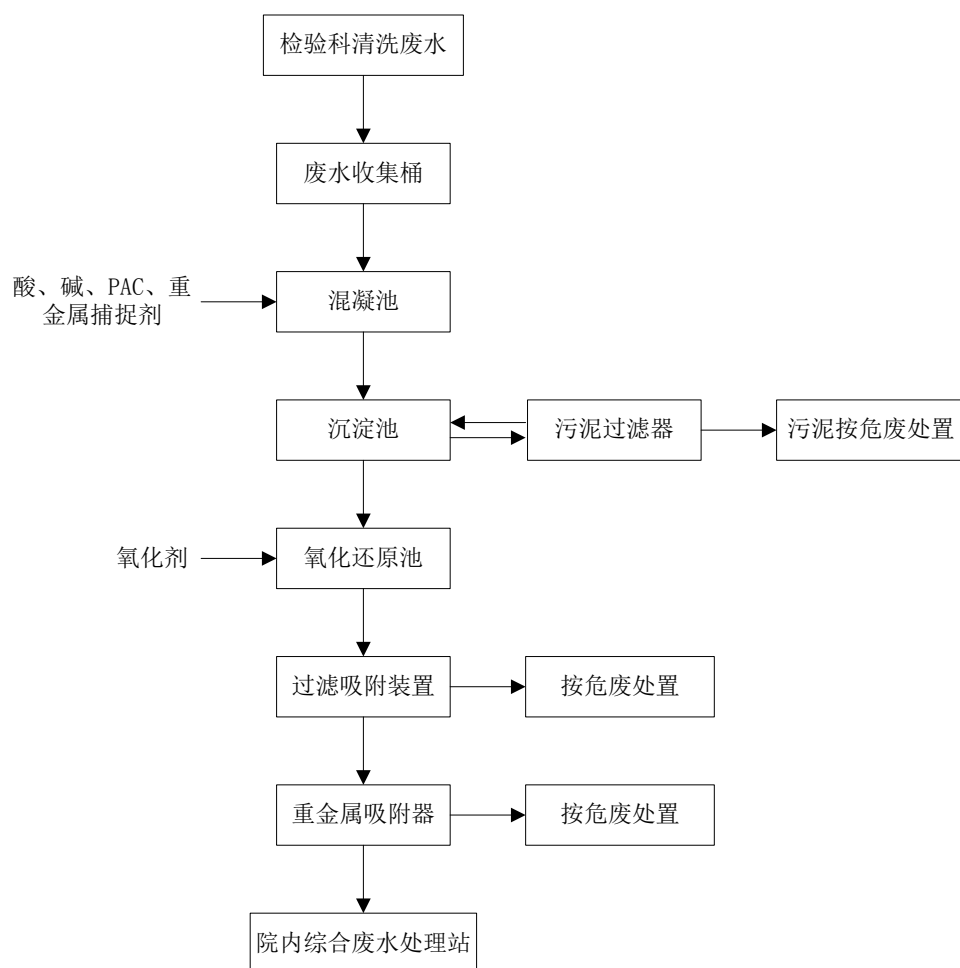 检验科清洗废水
废水收集桶
酸、碱、PAC、重
金属捕捉剂
混凝池
沉淀池
污泥过滤器
污泥按危废处置
氧化剂
氧化还原池
过滤吸附装置
按危废处置
重金属吸附器
按危废处置
院内综合废水处理站